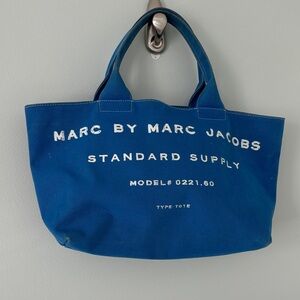 MARC BY MARC JACOBS
STANDARD SUPPLY
MODEL# 0221.60
TYPE: TOTE